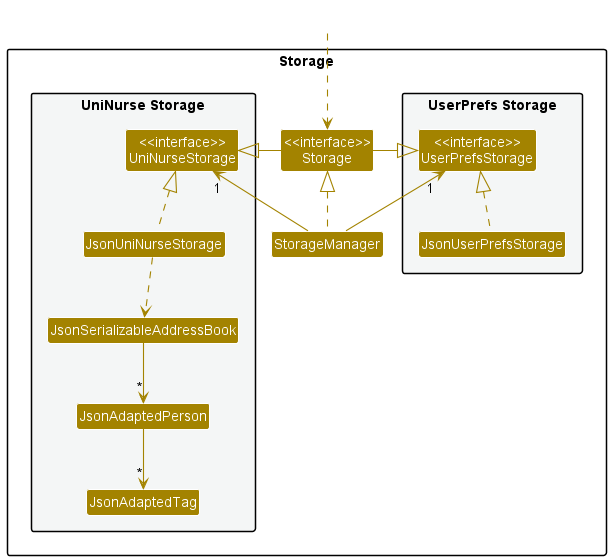 Storage
UniNurse Storage
UserPrefs Storage
<<interface>>
UniNurseStorage
<<interface>>
Storage
<<interface>>
UserPrefsStorage
1
1
JsonUniNurseStorage
StorageManager
JsonUserPrefsStorage
JsonSerializableAddressBook
*
JsonAdaptedPerson
*
JsonAdaptedTag